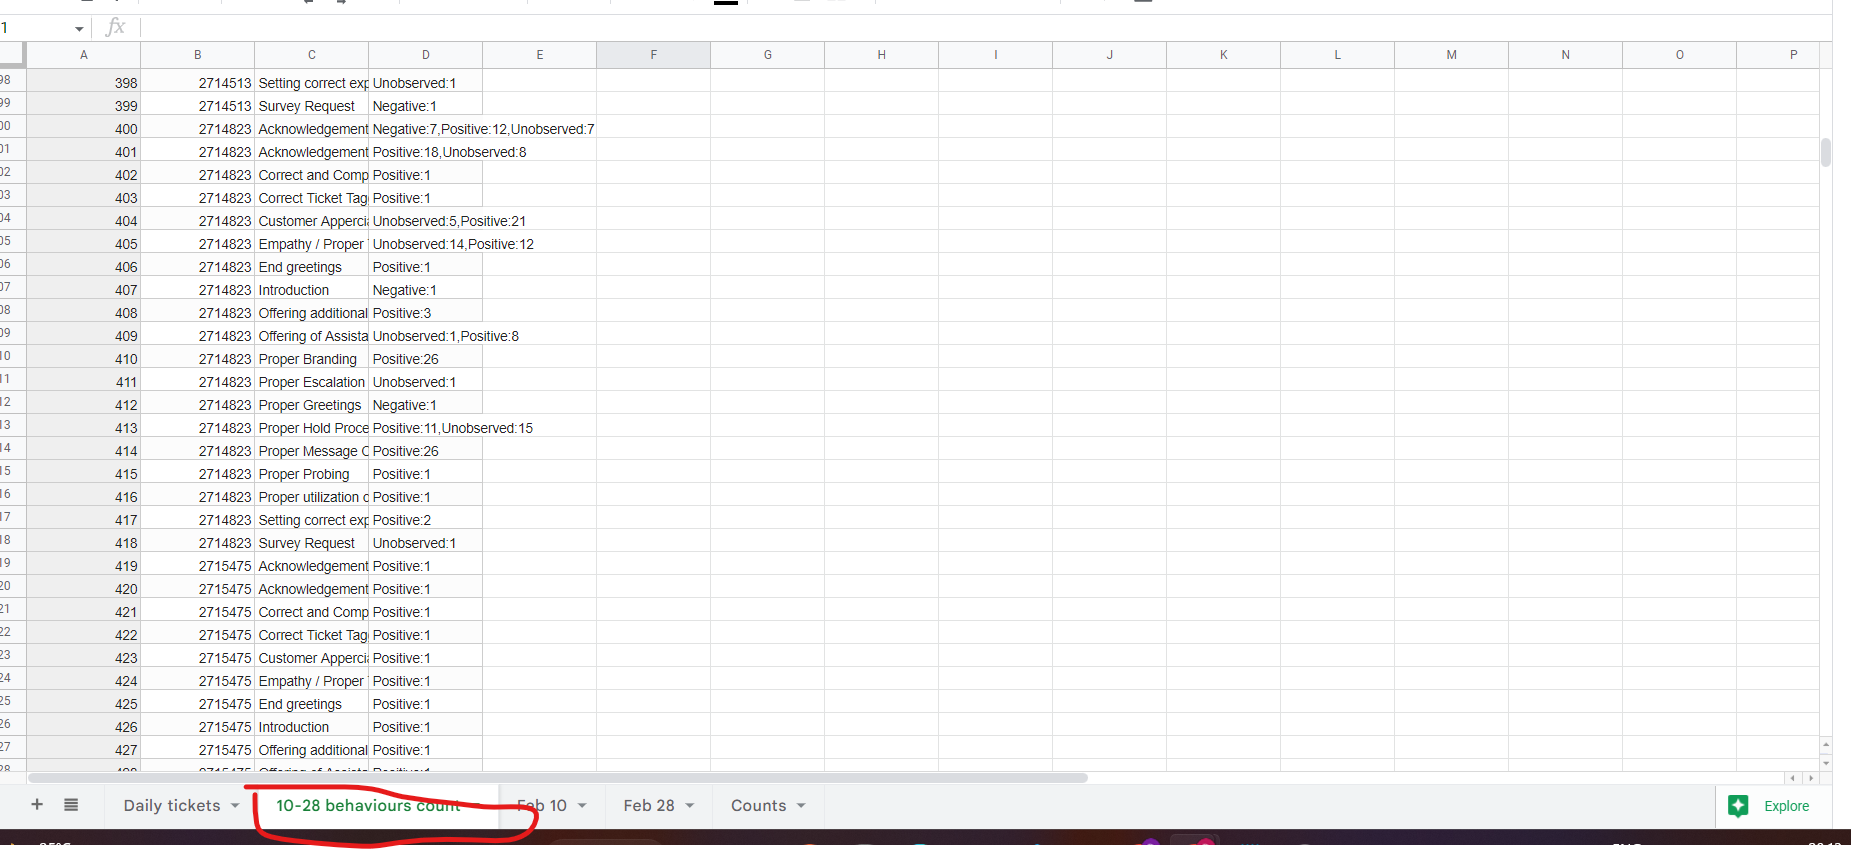 1 fx
A B C D E F G H I J K L M N O P
98 398 2714513 Setting correct exp Unobserved:1
99 399 2714513 Survey Request Negative:1
00 400 2714823 Acknowledgement Negative:7,Positive:12,Unobserved:7
01 401 2714823 Acknowledgement Positive:18,Unobserved:8
02 402 2714823 Correct and Comp Positive:1
03 403 2714823 Correct Ticket Tag Positive:1
04 404 2714823 Customer Apperci Unobserved:5,Positive:21
05 405 2714823 Empathy / Proper Unobserved:14,Positive:12
06 406 2714823 End greetings Positive:1
07 407 2714823 Introduction Negative:1
08 408 2714823 Offering additional Positive:3
09 409 2714823 Offering of Assista Unobserved:1,Positive:8
10 410 2714823 Proper Branding Positive:26
11 411 2714823 Proper Escalation Unobserved:1
12 412 2714823 Proper Greetings Negative:1
13 413 2714823 Proper Hold Proce Positive:11,Unobserved:15
14 414 2714823 Proper Message C Positive:26
15 415 2714823 Proper Probing Positive:1
16 416 2714823 Proper utilization o Positive:1
17 417 2714823 Setting correct exp Positive:2
18 418 2714823 Survey Request Unobserved:1
19 419 2715475 Acknowledgement Positive:1
20 420 2715475 Acknowledgement Positive:1
21 421 2715475 Correct and Comp Positive:1
22 422 2715475 Correct Ticket Tag Positive:1
23 423 2715475 Customer Apperci Positive:1
24 424 2715475 Empathy / Proper Positive:1
25 425 2715475 End greetings Positive:1
26 426 2715475 Introduction Positive:1
27 427 2715475 Offering additional Positive:1
28 428 2715475 Offering of Assista Positive:1
+ Daily tickets 10-28 behaviours count Feb 10 Feb 28 Counts Explore